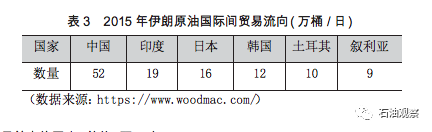 表 3 2015 年伊朗原油国际间贸易流向(万桶/日)
国家 中国 印度 日本 韩国 土耳其 叙利亚
数量 52 19 16 12 10 9
(数据来源:https://www.woodmac.com/)
石油观察